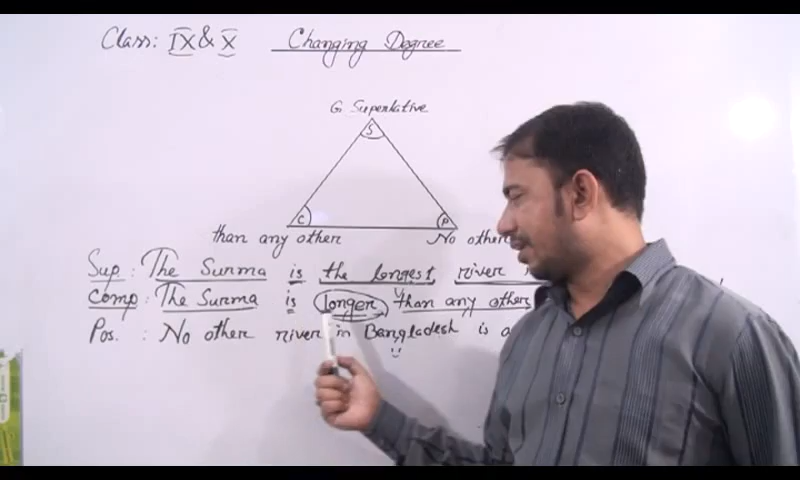 Class: IX & X Changing Degree
G. Superlative
S
C P
than any other No other
Sup: The Surma is the longest river
Comp: The Surma is longer than any other
Pos. : No other river in Bangladesh is